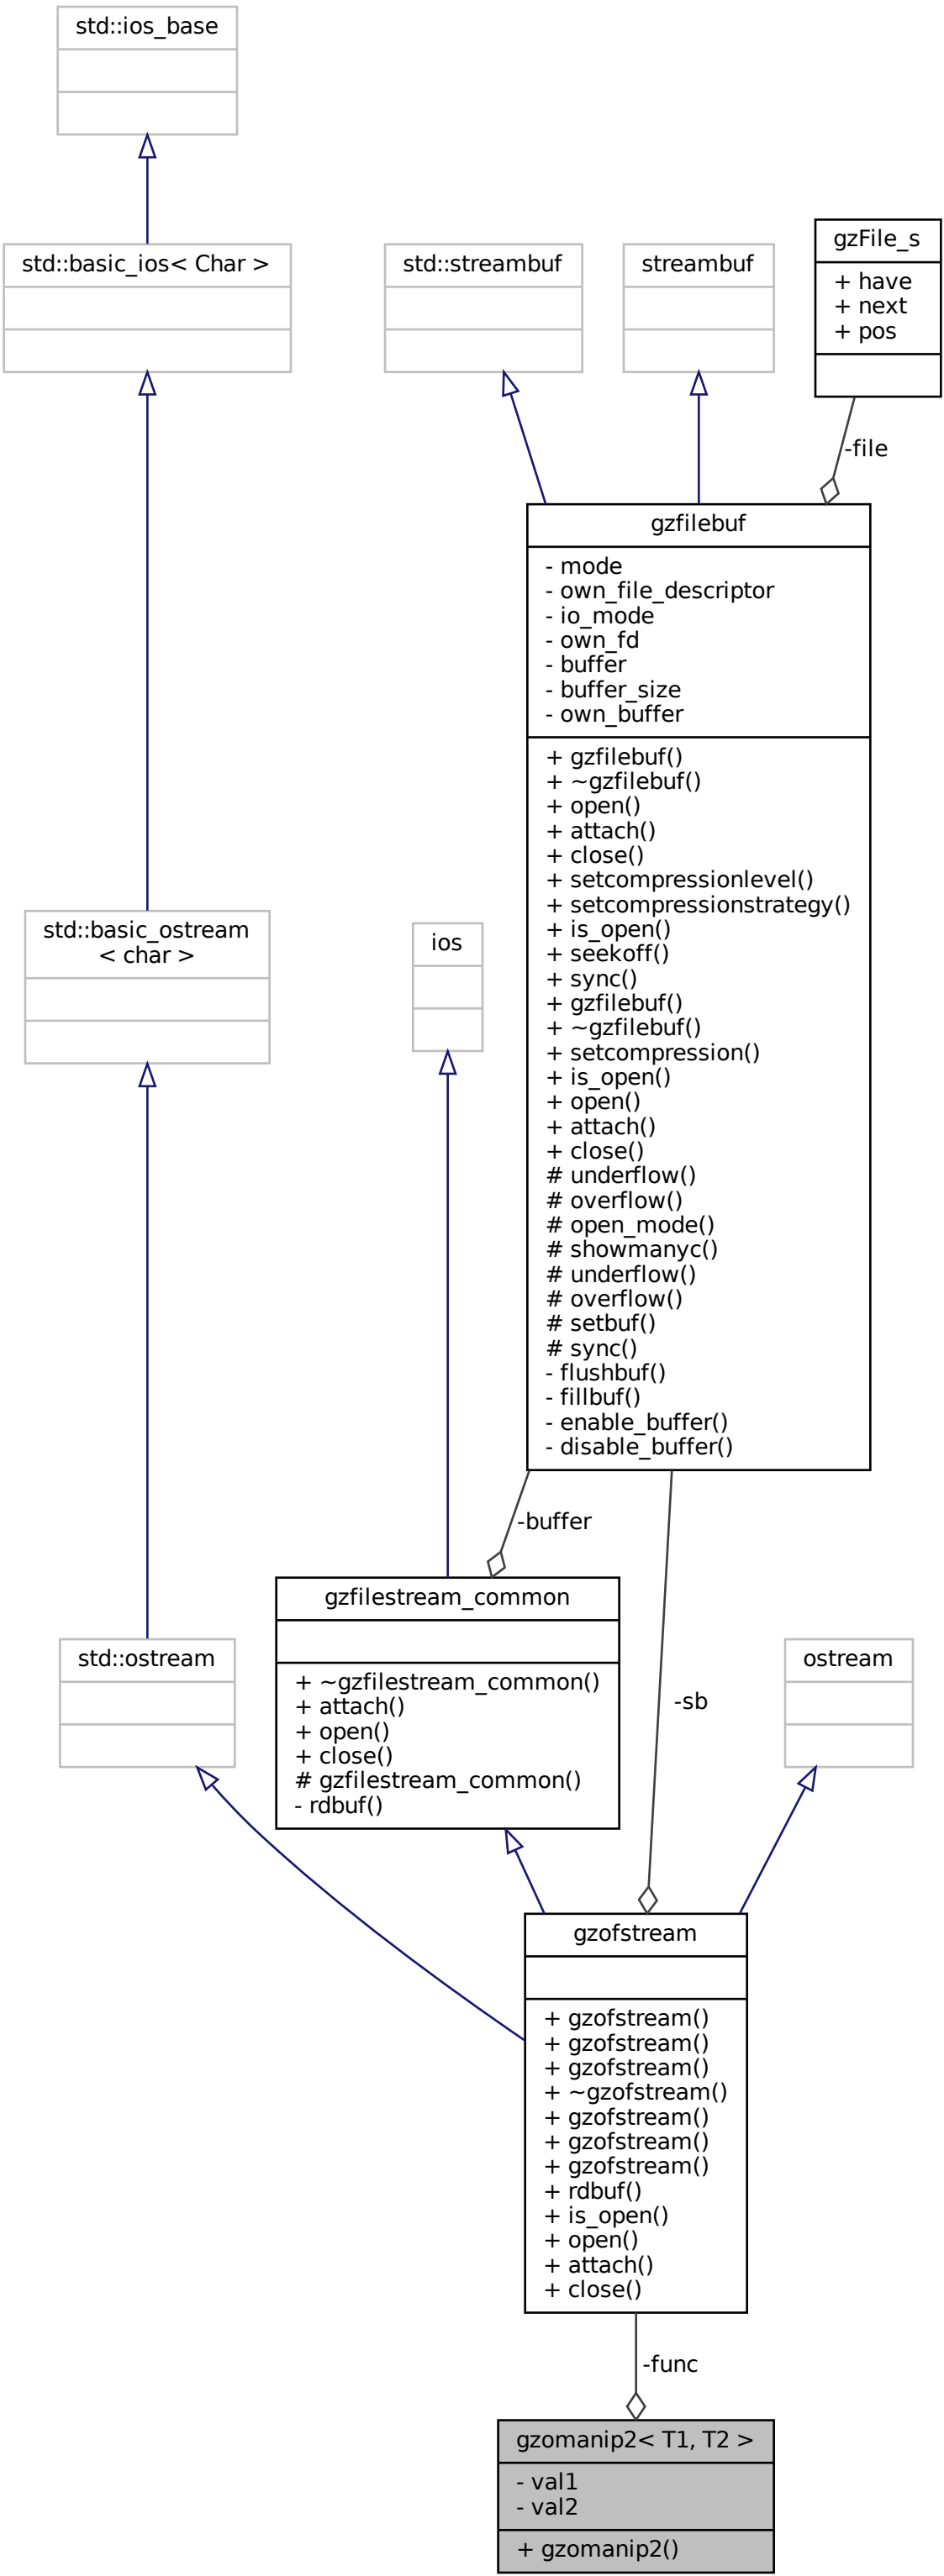 std::ios_base
std::basic_ios< Char >
std::streambuf
streambuf
gzFile_s
+ have
+ next
+ pos
-file
gzfilebuf
- mode
- own_file_descriptor
- io_mode
- own_fd
- buffer
- buffer_size
- own_buffer
+ gzfilebuf()
+ ~gzfilebuf()
+ open()
+ attach()
+ close()
+ setcompressionlevel()
+ setcompressionstrategy()
+ is_open()
+ seekoff()
+ sync()
+ gzfilebuf()
+ ~gzfilebuf()
+ setcompression()
+ is_open()
+ open()
+ attach()
+ close()
# underflow()
# overflow()
# open_mode()
# showmanyc()
# underflow()
# overflow()
# setbuf()
# sync()
- flushbuf()
- fillbuf()
- enable_buffer()
- disable_buffer()
std::basic_ostream
< char >
ios
-buffer
gzfilestream_common
+ ~gzfilestream_common()
+ attach()
+ open()
+ close()
# gzfilestream_common()
- rdbuf()
std::ostream
-sb
ostream
gzofstream
+ gzofstream()
+ gzofstream()
+ gzofstream()
+ ~gzofstream()
+ gzofstream()
+ gzofstream()
+ gzofstream()
+ rdbuf()
+ is_open()
+ open()
+ attach()
+ close()
-func
gzomanip2< T1, T2 >
- val1
- val2
+ gzomanip2()